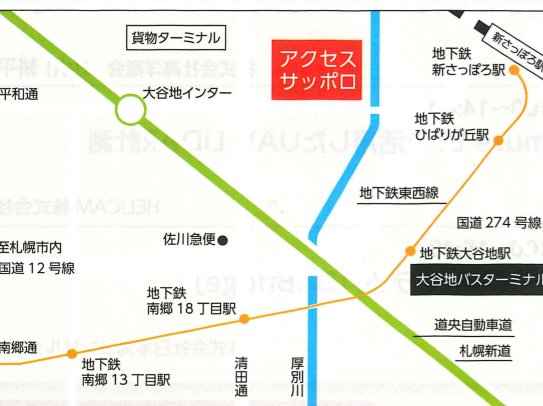 貨物ターミナル
アクセス
サッポロ
新さっぽろ駅
地下鉄
新さっぽろ駅
平和通
大谷地インター
地下鉄
ひばりが丘駅
地下鉄東西線
国道 274 号線
佐川急便
至札幌市内
国道 12 号線
地下鉄大谷地駅
大谷地バスターミナル
地下鉄
南郷 18 丁目駅
道央自動車道
札幌新道
南郷通
地下鉄
南郷 13 丁目駅
清田通
厚別川